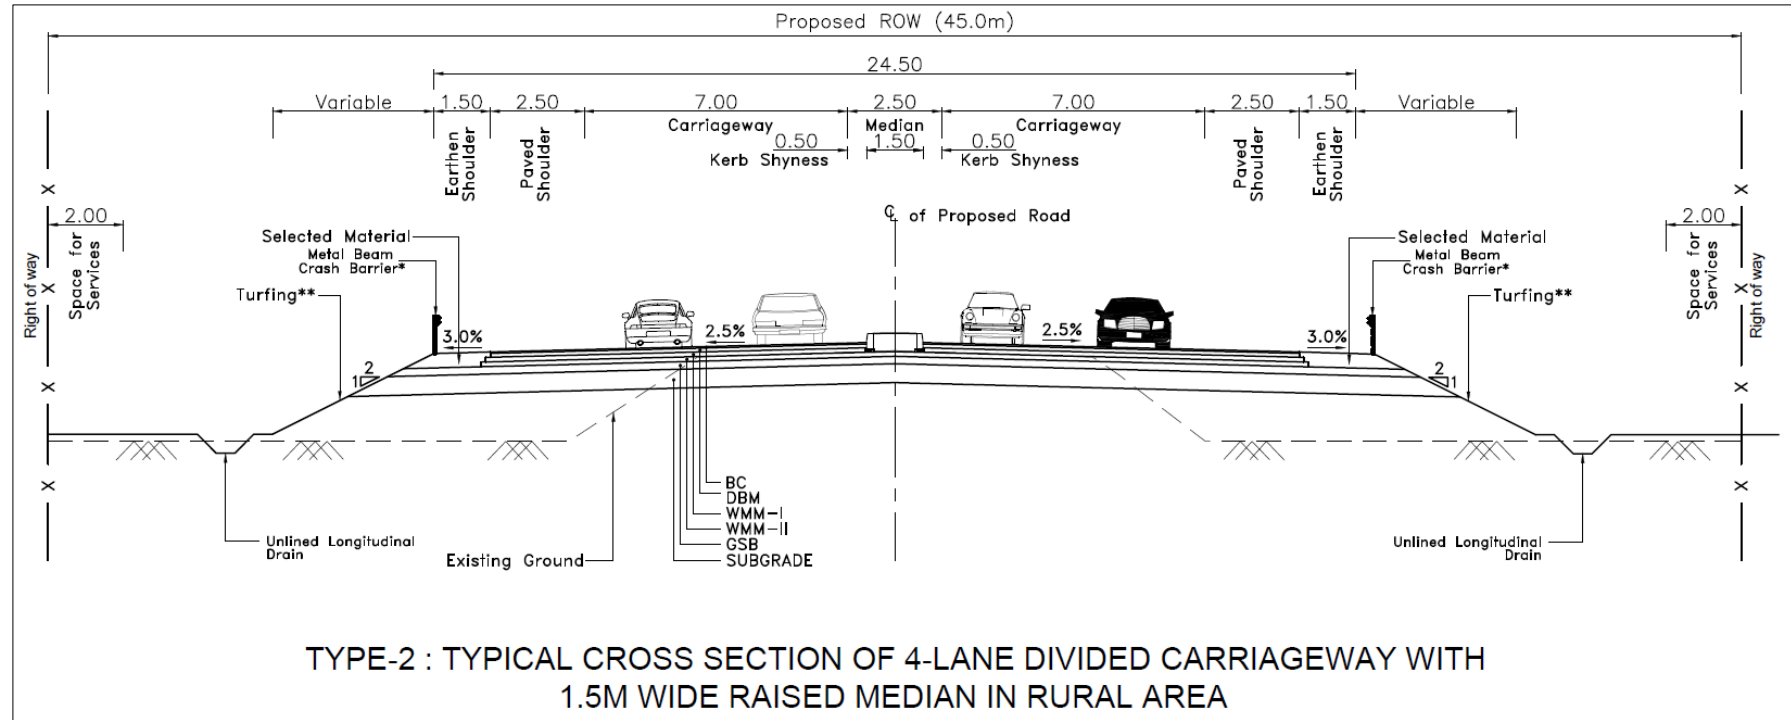 Proposed ROW (45.0m)
24.50
Variable 1.50 2.50 7.00 2.50 7.00 2.50 1.50 Variable
Carriageway Median Carriageway
0.50 1.50 0.50
Kerb Shyness Kerb Shyness
Earthen
Shoulder
Paved
Shoulder
Paved
Shoulder
Earthen
Shoulder
X X
2.00 2.00
℄ of Proposed Road
Right of way
Space for
Services
Space for
Services
Right of way
Selected Material Selected Material
Metal Beam
Crash Barrier*
Metal Beam
Crash Barrier*
X X
Turfing** Turfing**
3.0% 2.5% 2.5% 3.0%
2
1
2
1
X X
X X
BC
DBM
WMM-I
WMM-II
GSB
SUBGRADE
Unlined Longitudinal
Drain
Existing Ground
Unlined Longitudinal
Drain
TYPE-2 : TYPICAL CROSS SECTION OF 4-LANE DIVIDED CARRIAGEWAY WITH
1.5M WIDE RAISED MEDIAN IN RURAL AREA